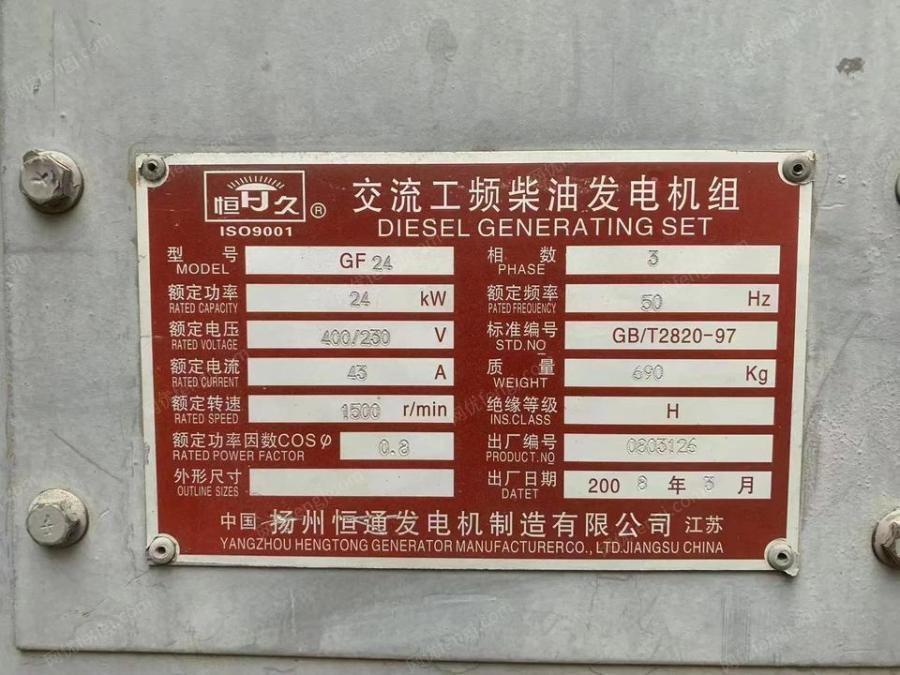 恒久 ®
ISO9001
交流工频柴油发电机组
DIESEL GENERATING SET
型号 GF 24
MODEL
相数 3
PHASE
额定功率 24 kW
RATED CAPACITY
额定频率 50 Hz
PATED FREQUENCY
额定电压 400/230 V
RATED VOLTAGE
标准编号 GB/T2820-97
STD.NO
额定电流 43 A
RATED CURRENT
质量 690 Kg
WEIGHT
额定转速 1500 r/min
RATED SPEED
绝缘等级 H
INS.CLASS
额定功率因数COSφ 0.8
RATED POWER FACTOR
出厂编号 0803126
PRODUCT.NO
外形尺寸
OUTLINE SIZES
出厂日期 2008年3月
DATET
中国 扬州恒通发电机制造有限公司 江苏
YANGZHOU HENGTONG GENERATOR MANUFACTURERCO., LTD.JIANGSU CHINA